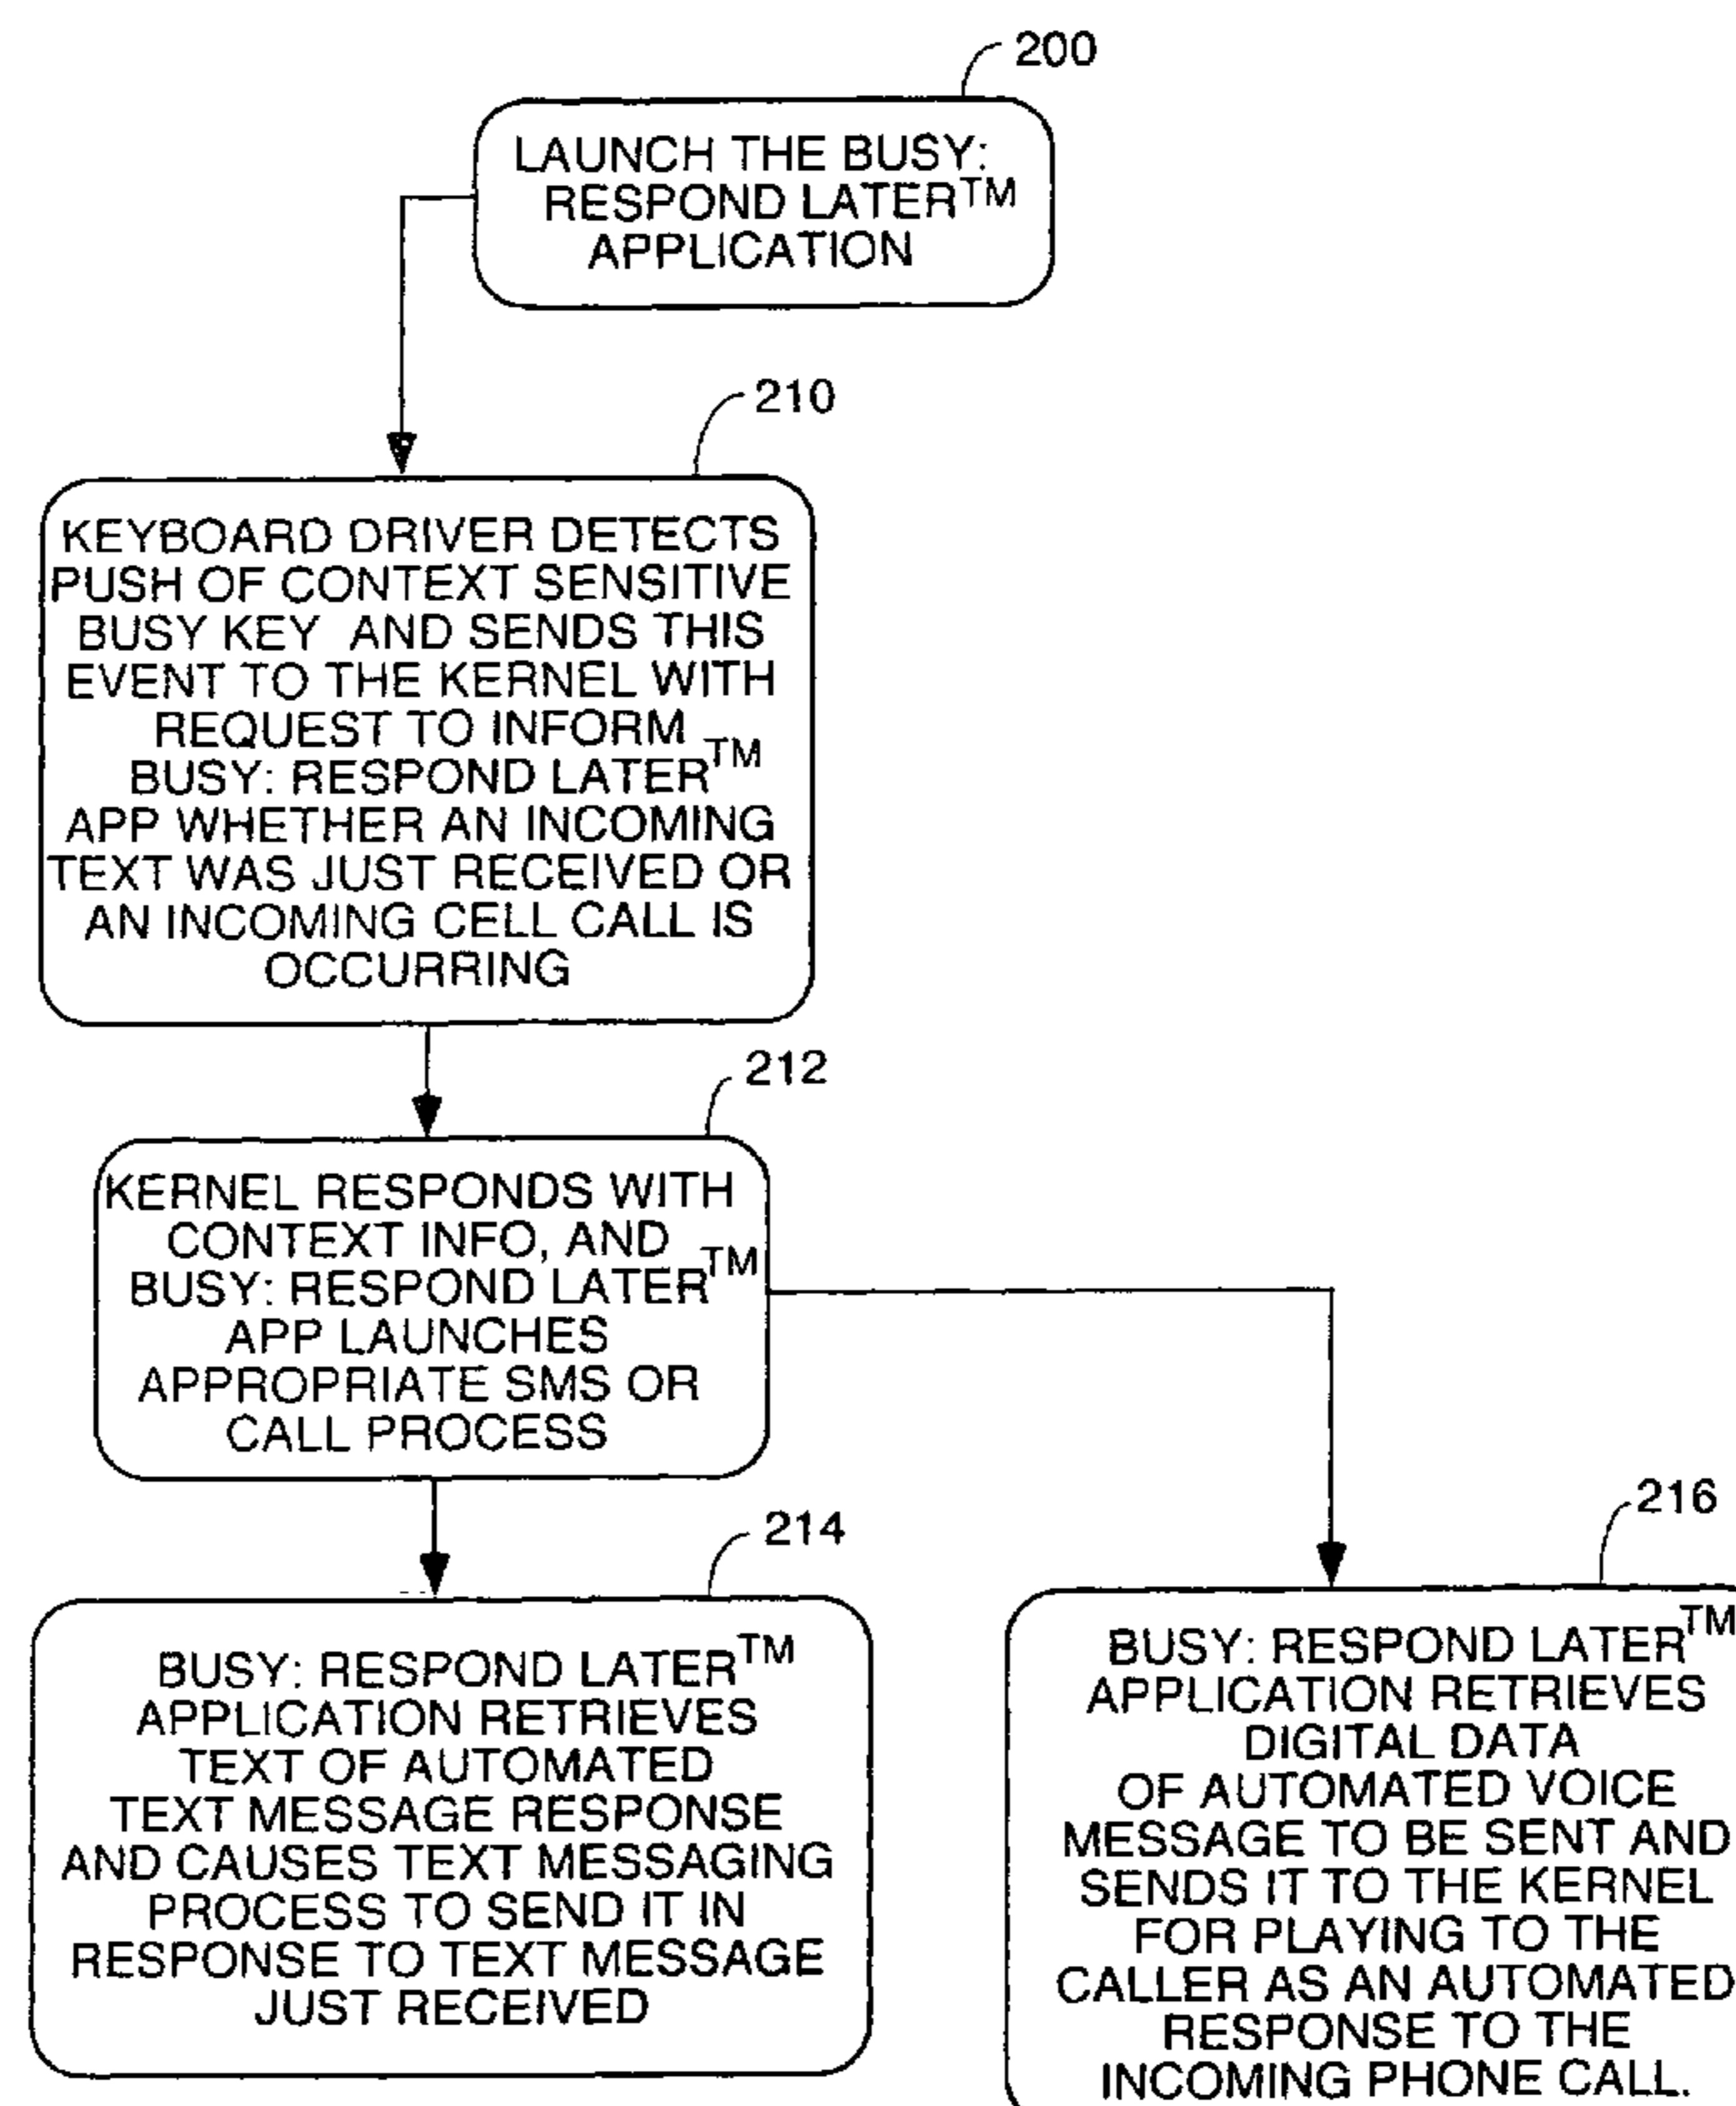 200
LAUNCH THE BUSY:
RESPOND LATER™
APPLICATION
210
KEYBOARD DRIVER DETECTS
PUSH OF CONTEXT SENSITIVE
BUSY KEY AND SENDS THIS
EVENT TO THE KERNEL WITH
REQUEST TO INFORM
BUSY: RESPOND LATER™
APP WHETHER AN INCOMING
TEXT WAS JUST RECEIVED OR
AN INCOMING CELL CALL IS
OCCURRING
212
KERNEL RESPONDS WITH
CONTEXT INFO, AND
BUSY: RESPOND LATER™
APP LAUNCHES
APPROPRIATE SMS OR
CALL PROCESS
214
BUSY: RESPOND LATER™
APPLICATION RETRIEVES
TEXT OF AUTOMATED
TEXT MESSAGE RESPONSE
AND CAUSES TEXT MESSAGING
PROCESS TO SEND IT IN
RESPONSE TO TEXT MESSAGE
JUST RECEIVED
216
BUSY: RESPOND LATER™
APPLICATION RETRIEVES
DIGITAL DATA
OF AUTOMATED VOICE
MESSAGE TO BE SENT AND
SENDS IT TO THE KERNEL
FOR PLAYING TO THE
CALLER AS AN AUTOMATED
RESPONSE TO THE
INCOMING PHONE CALL.